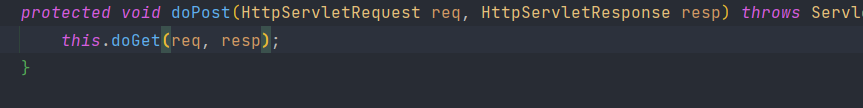 protected void doPost(HttpServletRequest req, HttpServletResponse resp) throws Servl
this.doGet(req, resp);
}